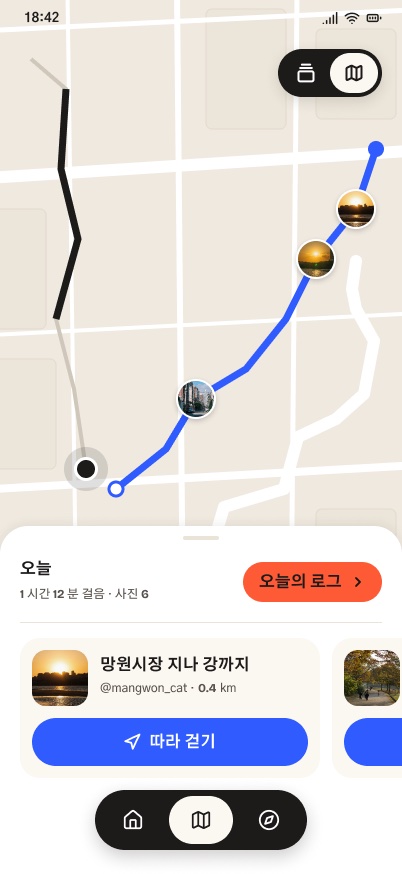 18:42
오늘
1 시간 12 분 걸음 · 사진 6
오늘의 로그
망원시장 지나 강까지
@mangwon_cat · 0.4 km
따라 걷기